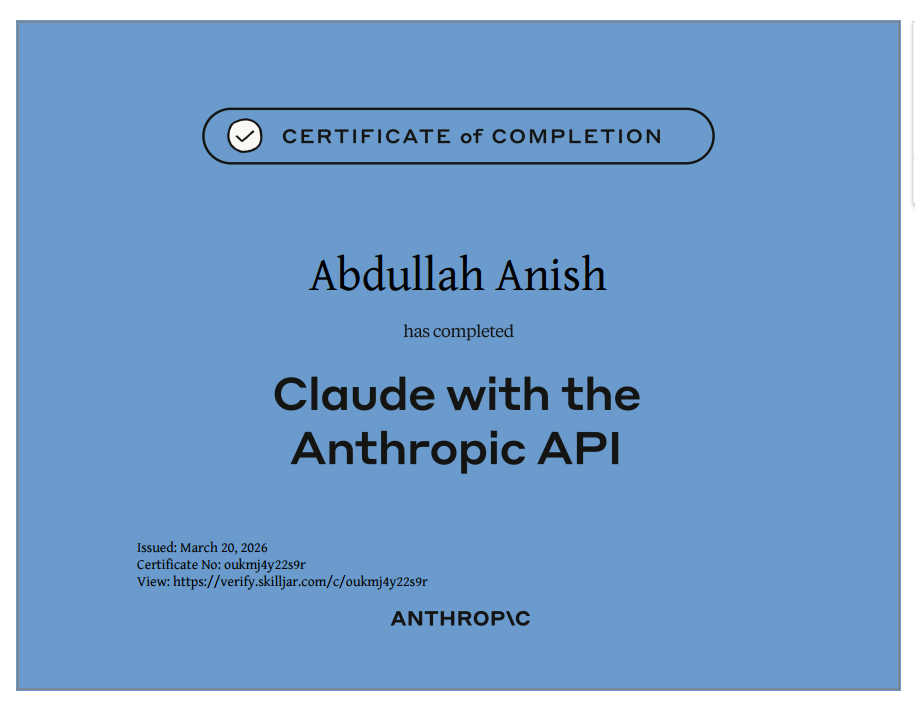 CERTIFICATE of COMPLETION
Abdullah Anish
has completed
Claude with the
Anthropic API
Issued: March 20, 2026
Certificate No: oukmj4y22s9r
View: https://verify.skilljar.com/c/oukmj4y22s9r
ANTHROP\C